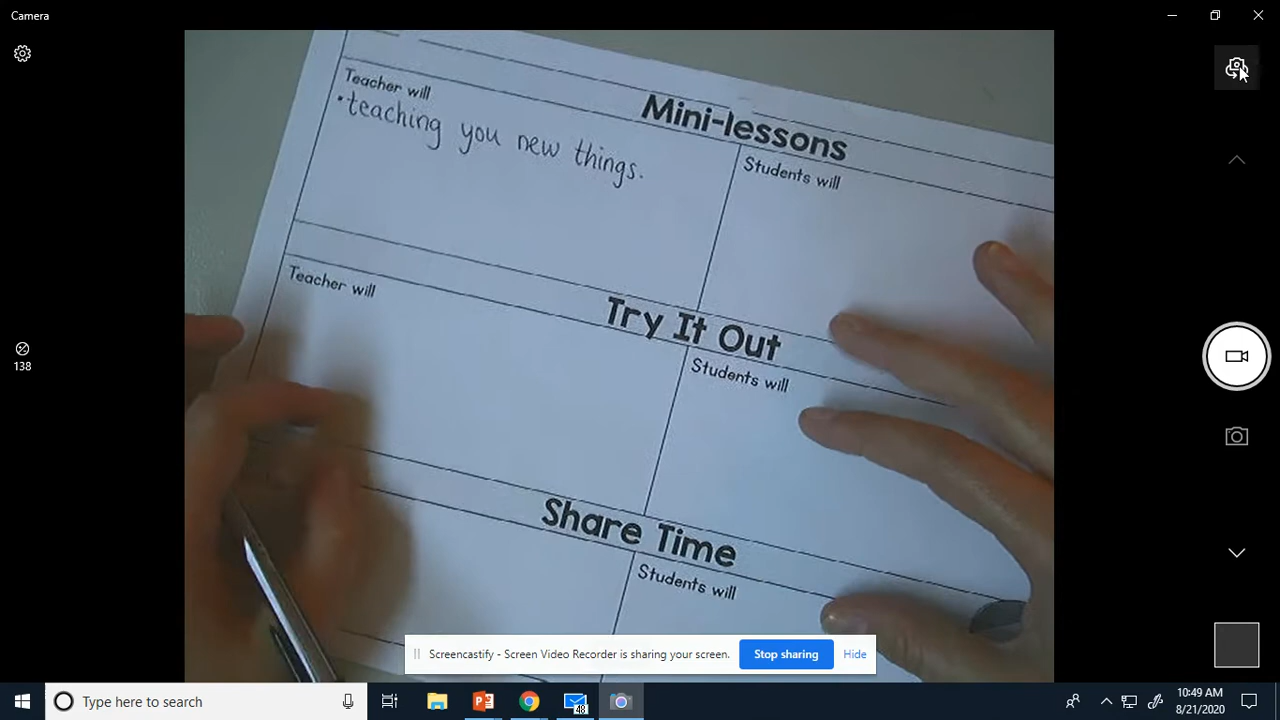 Camera
Mini-lessons
Teacher will
• teaching you new things.
Students will
Try It Out
Teacher will
Students will
Share Time
Students will
138
Screencastify - Screen Video Recorder is sharing your screen.
Stop sharing
Hide
Type here to search
48
10:49 AM
8/21/2020